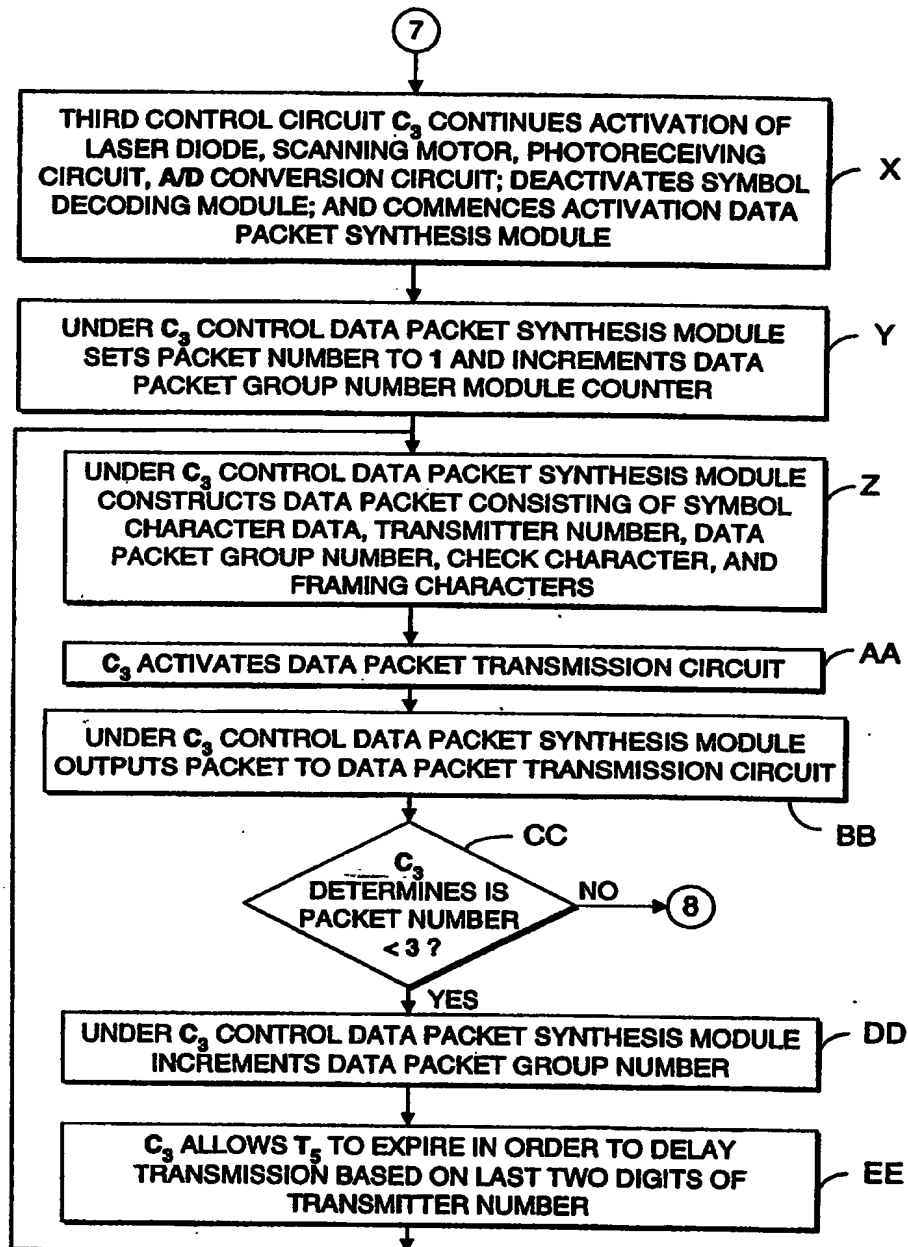 7
THIRD CONTROL CIRCUIT C₃ CONTINUES ACTIVATION OF
LASER DIODE, SCANNING MOTOR, PHOTORECEIVING
CIRCUIT, A/D CONVERSION CIRCUIT; DEACTIVATES SYMBOL
DECODING MODULE; AND COMMENCES ACTIVATION DATA
PACKET SYNTHESIS MODULE
X
UNDER C₃ CONTROL DATA PACKET SYNTHESIS MODULE
SETS PACKET NUMBER TO 1 AND INCREMENTS DATA
PACKET GROUP NUMBER MODULE COUNTER
Y
UNDER C₃ CONTROL DATA PACKET SYNTHESIS MODULE
CONSTRUCTS DATA PACKET CONSISTING OF SYMBOL
CHARACTER DATA, TRANSMITTER NUMBER, DATA
PACKET GROUP NUMBER, CHECK CHARACTER, AND
FRAMING CHARACTERS
Z
C₃ ACTIVATES DATA PACKET TRANSMISSION CIRCUIT
AA
UNDER C₃ CONTROL DATA PACKET SYNTHESIS MODULE
OUTPUTS PACKET TO DATA PACKET TRANSMISSION CIRCUIT
BB
CC
C₃
DETERMINES IS
PACKET NUMBER
< 3 ?
NO
8
YES
UNDER C₃ CONTROL DATA PACKET SYNTHESIS MODULE
INCREMENTS DATA PACKET GROUP NUMBER
DD
C₃ ALLOWS T₅ TO EXPIRE IN ORDER TO DELAY
TRANSMISSION BASED ON LAST TWO DIGITS OF
TRANSMITTER NUMBER
EE